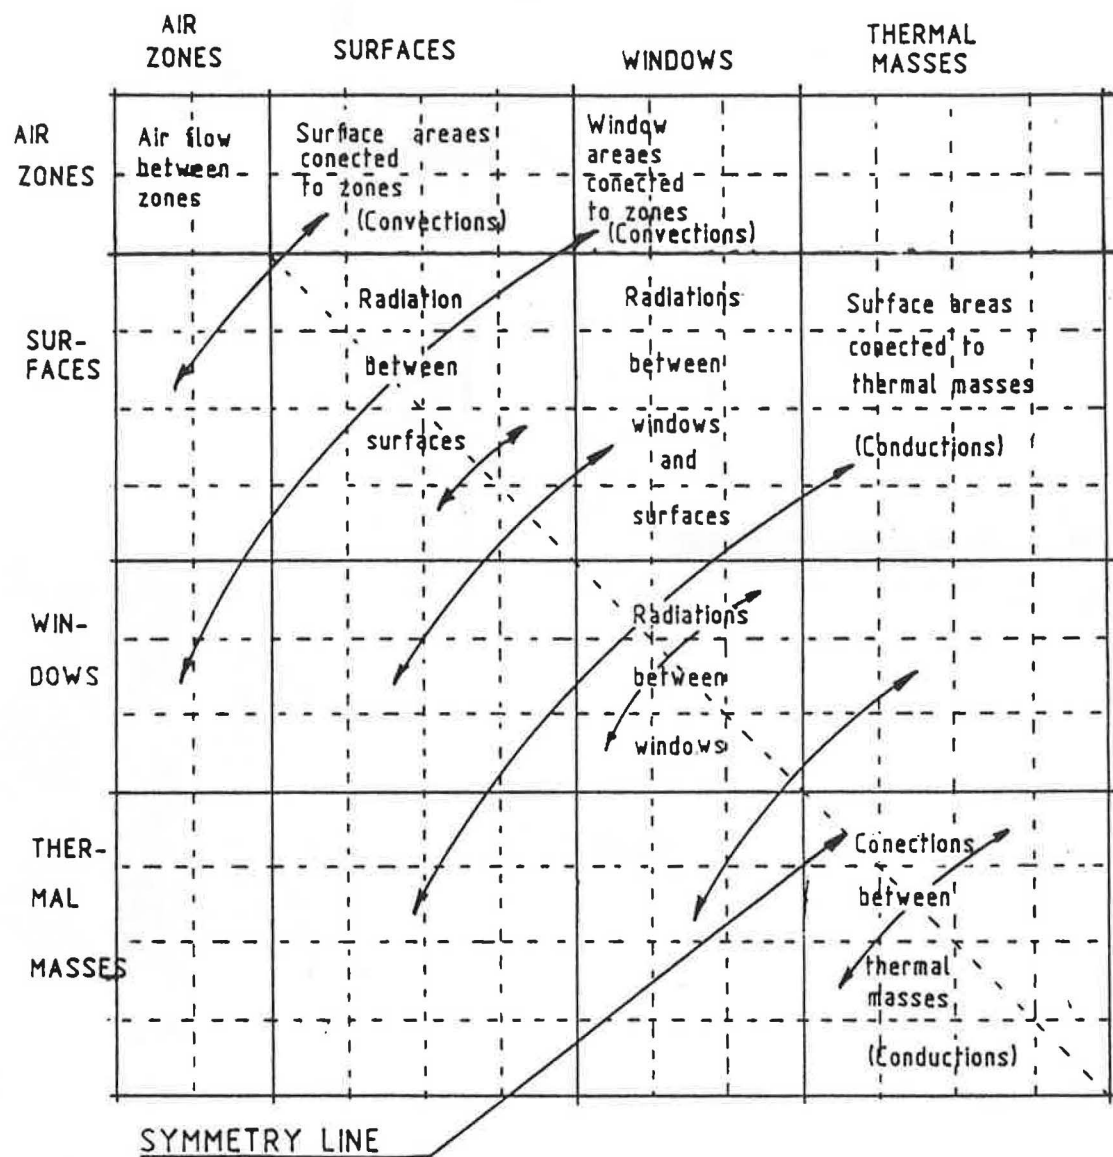 AIR
ZONES
SURFACES
WINDOWS
THERMAL
MASSES
AIR
ZONES
Air flow
between
zones
Surface areaes
conected
to zones
(Convections)
Window
areaes
conected
to zones
(Convections)
SUR-
FACES
Radiation
between
surfaces
Radiations
between
windows
and
surfaces
Surface areas
conected to
thermal masses
(Conductions)
WIN-
DOWS
Radiations
between
windows
THER-
MAL
MASSES
Conections
between
thermal
masses
(Conductions)
SYMMETRY LINE